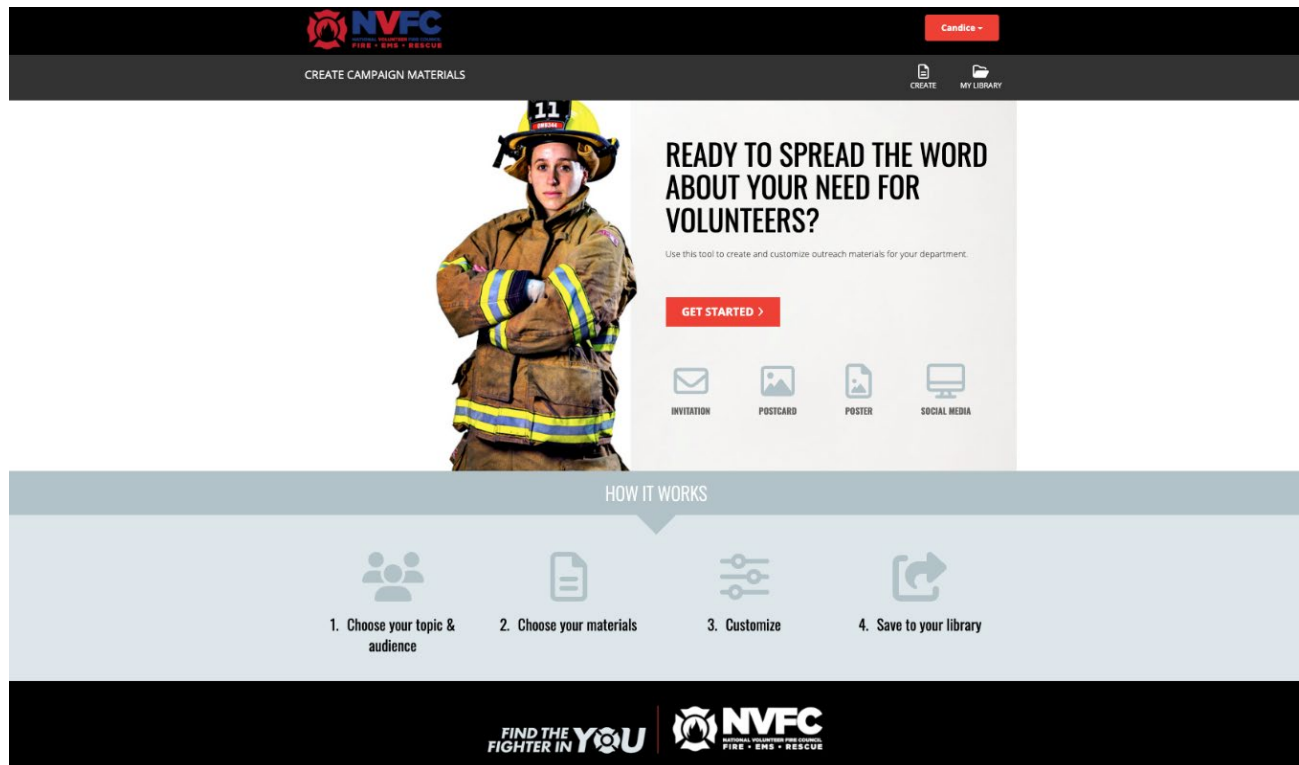 NVFC
NATIONAL VOLUNTEER FIRE COUNCIL
FIRE • EMS • RESCUE
Candice
CREATE CAMPAIGN MATERIALS
CREATE
MY LIBRARY
11
READY TO SPREAD THE WORD
ABOUT YOUR NEED FOR
VOLUNTEERS?
Use this tool to create and customize outreach materials for your department.
GET STARTED >
INVITATION
POSTCARD
POSTER
SOCIAL MEDIA
HOW IT WORKS
1. Choose your topic &
audience
2. Choose your materials
3. Customize
4. Save to your library
FIND THE
FIGHTER IN YOU
NVFC
NATIONAL VOLUNTEER FIRE COUNCIL
FIRE • EMS • RESCUE